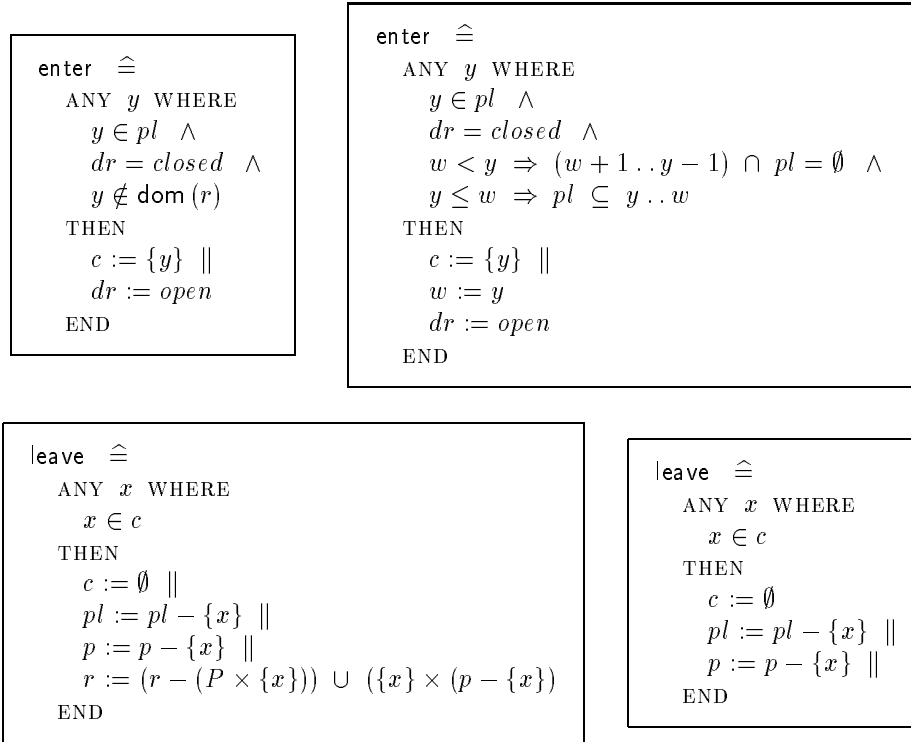 enter ≙
ANY y WHERE
y ∈ pl ∧
dr = closed ∧
y ∉ dom (r)
THEN
c := {y} ||
dr := open
END
enter ≙
ANY y WHERE
y ∈ pl ∧
dr = closed ∧
w < y ⇒ (w + 1 .. y − 1) ∩ pl = ∅ ∧
y ≤ w ⇒ pl ⊆ y .. w
THEN
c := {y} ||
w := y
dr := open
END
leave ≙
ANY x WHERE
x ∈ c
THEN
c := ∅ ||
pl := pl − {x} ||
p := p − {x} ||
r := (r − (P × {x})) ∪ ({x} × (p − {x})
END
leave ≙
ANY x WHERE
x ∈ c
THEN
c := ∅
pl := pl − {x} ||
p := p − {x} ||
END